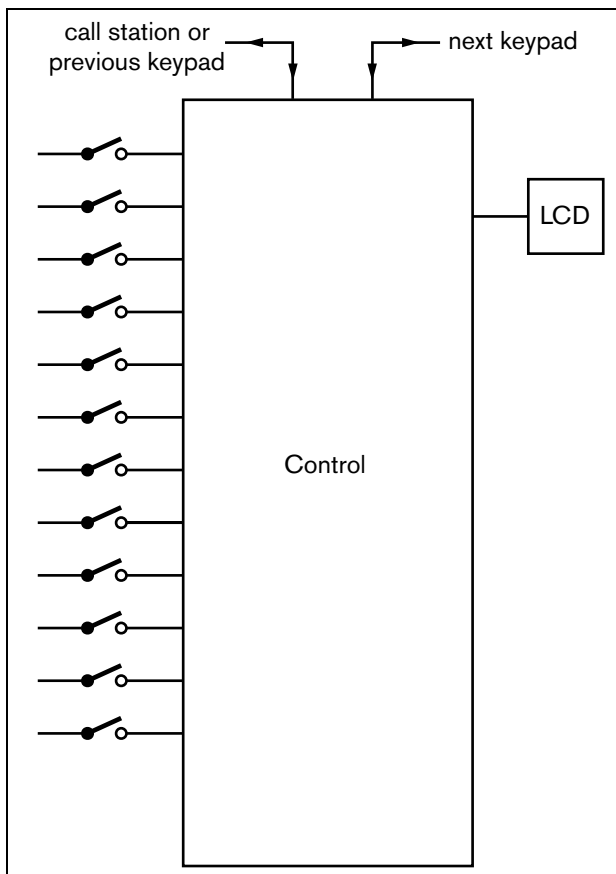 call station or
previous keypad
next keypad
LCD
Control